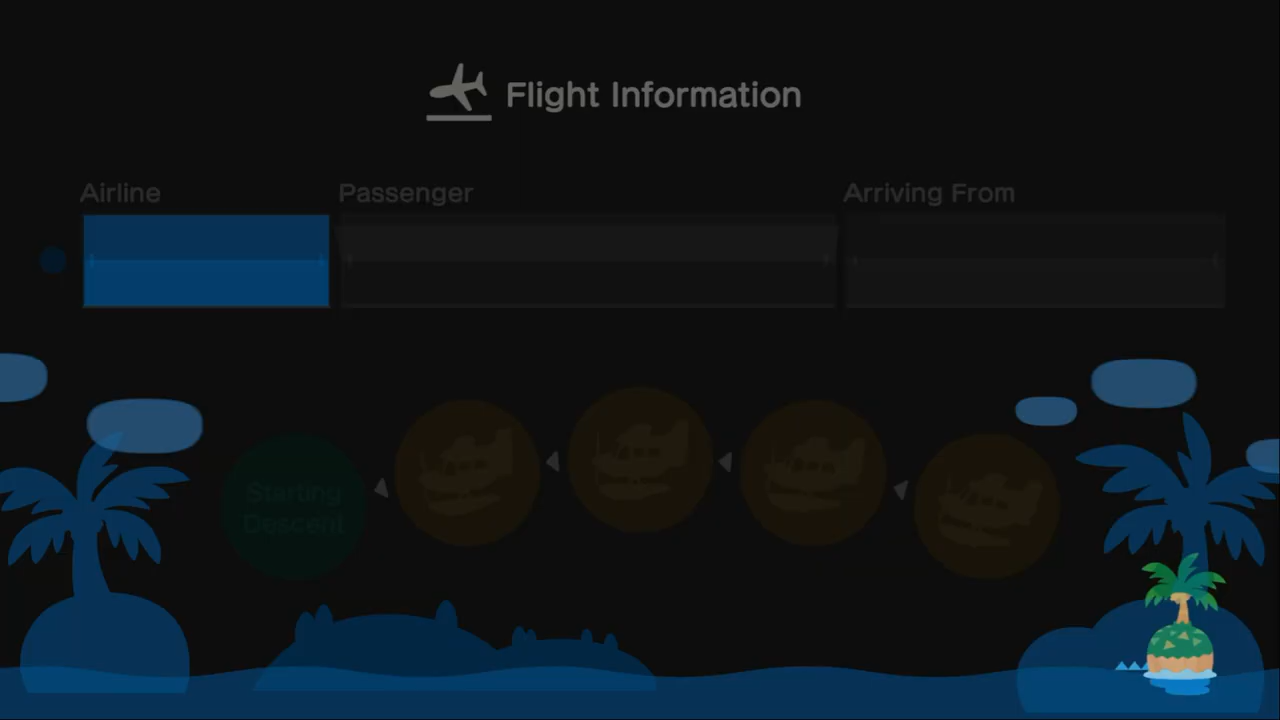 Flight Information
Airline
Passenger
Arriving From
Starting
Descent